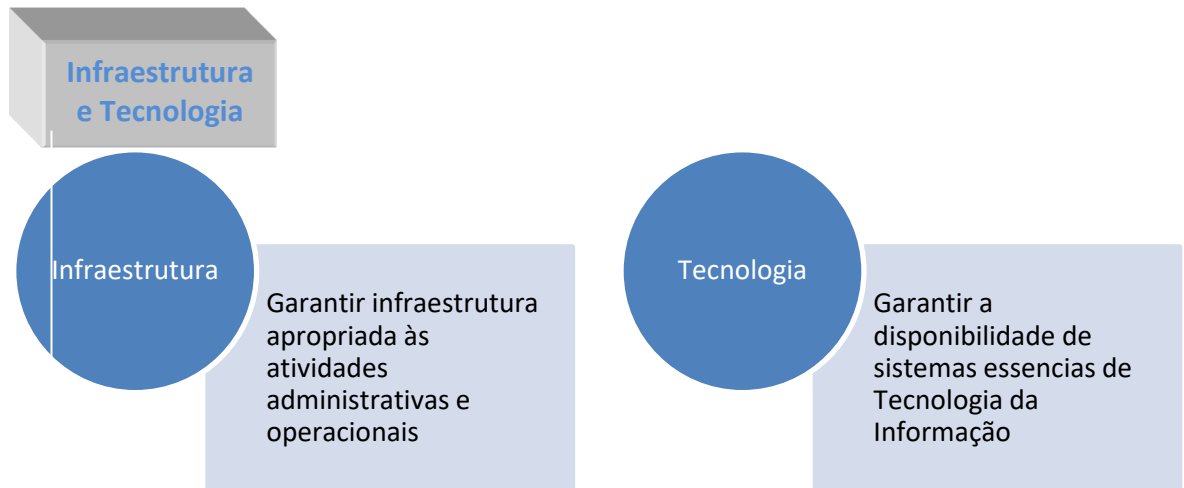 Infraestrutura
e Tecnologia
Infraestrutura
Garantir infraestrutura
apropriada às
atividades
administrativas e
operacionais
Tecnologia
Garantir a
disponibilidade de
sistemas essencias de
Tecnologia da
Informação